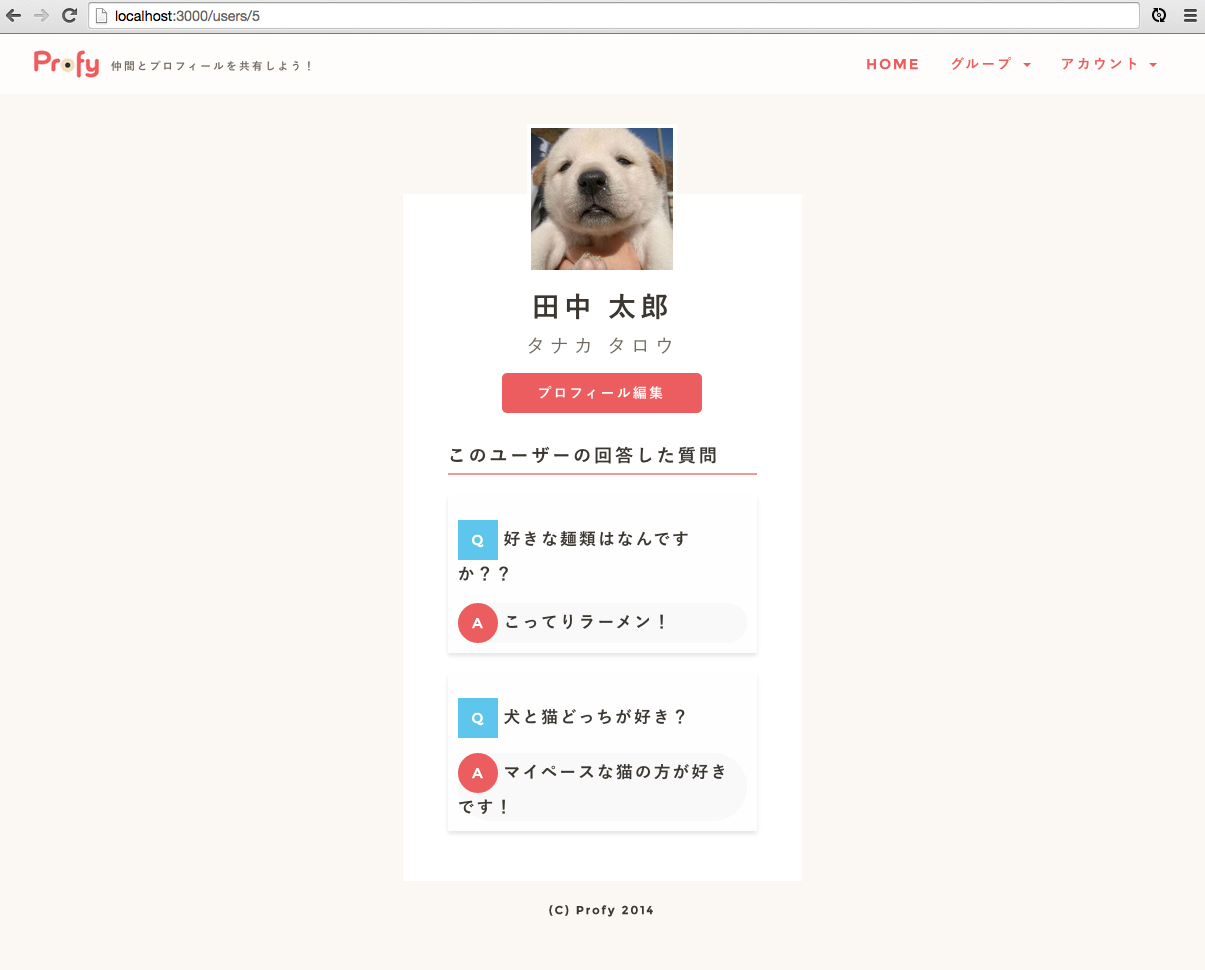 localhost:3000/users/5
Profy 仲間とプロフィールを共有しよう！
HOME グループ アカウント
田中 太郎
タナカ タロウ
プロフィール編集
このユーザーの回答した質問
Q 好きな麺類はなんです
か？？
A こってりラーメン！
Q 犬と猫どっちが好き？
A マイペースな猫の方が好き
です！
(C) Profy 2014